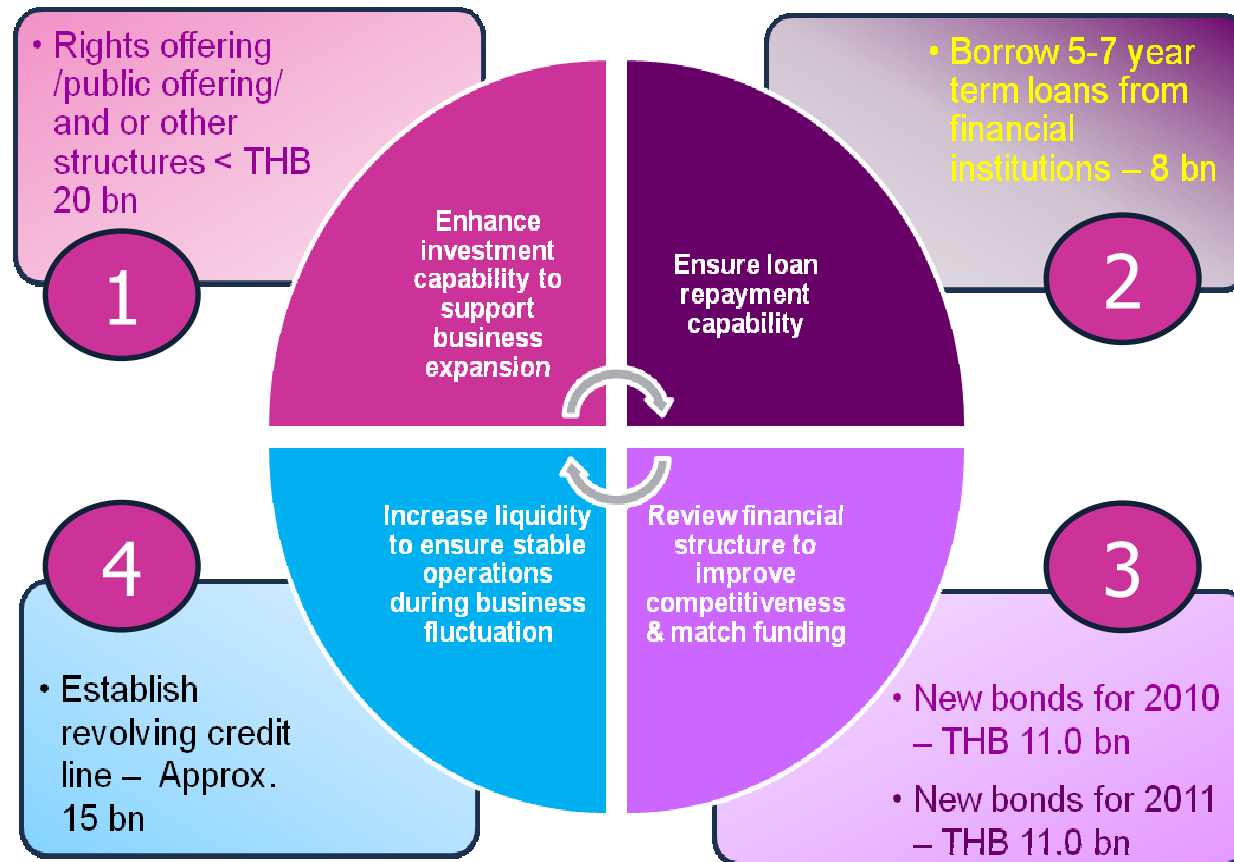 • Rights offering
/public offering/
and or other
structures < THB
20 bn
1
Enhance
investment
capability to
support
business
expansion
• Borrow 5-7 year
term loans from
financial
institutions – 8 bn
2
Ensure loan
repayment
capability
Review financial
structure to
improve
competitiveness
& match funding
3
• New bonds for 2010
– THB 11.0 bn
• New bonds for 2011
– THB 11.0 bn
Increase liquidity
to ensure stable
operations
during business
fluctuation
4
• Establish
revolving credit
line – Approx.
15 bn